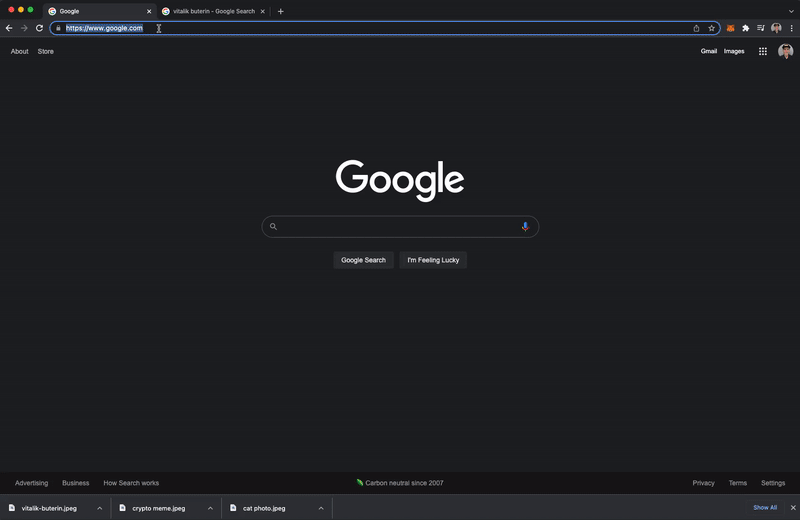 Google
vitalik buterin - Google Search
https://www.google.com
About Store
Gmail Images
Google
Google Search I'm Feeling Lucky
Advertising Business How Search works
Carbon neutral since 2007
Privacy Terms Settings
vitalik-buterin.jpeg crypto meme.jpeg cat photo.jpeg
Show All